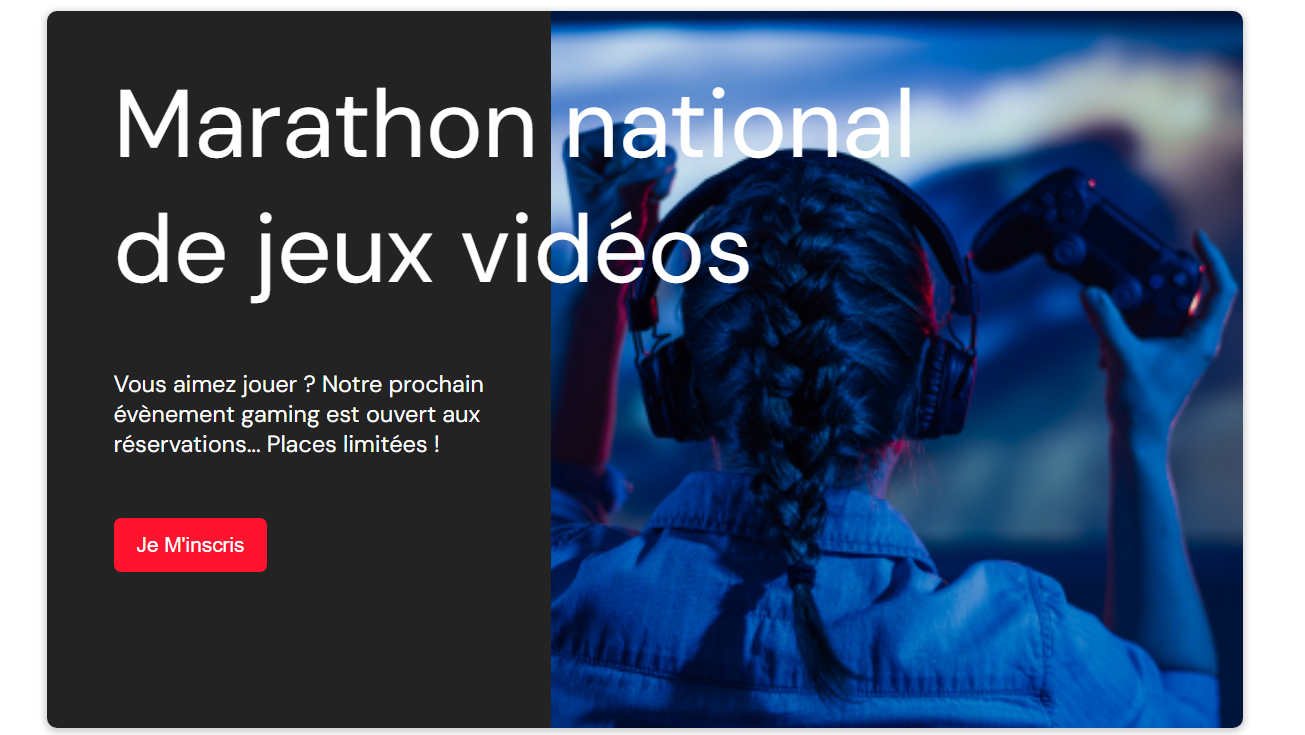 Marathon national
de jeux vidéos
Vous aimez jouer ? Notre prochain
évènement gaming est ouvert aux
réservations... Places limitées !
Je M'inscris